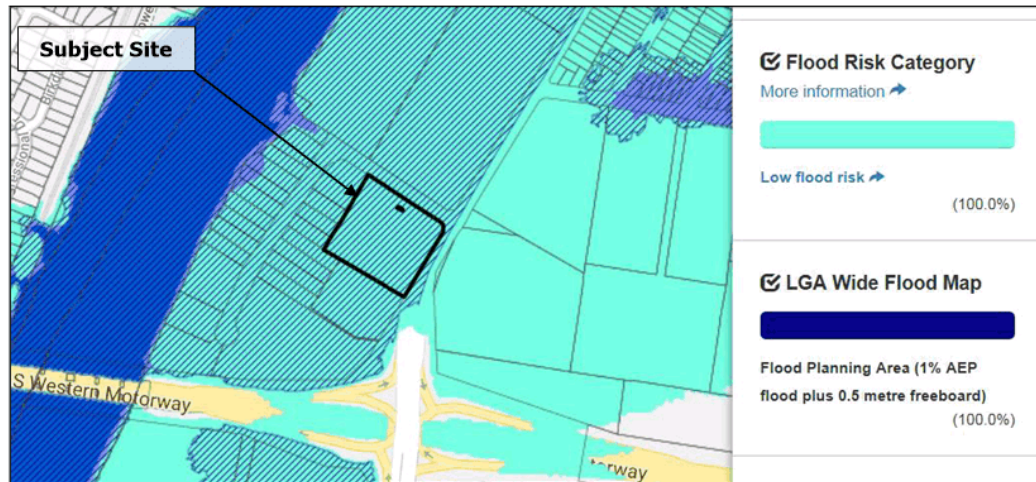 Subject Site
S Western Motorway
Flood Risk Category
More information
Low flood risk
(100.0%)
LGA Wide Flood Map
Flood Planning Area (1% AEP
flood plus 0.5 metre freeboard)
(100.0%)